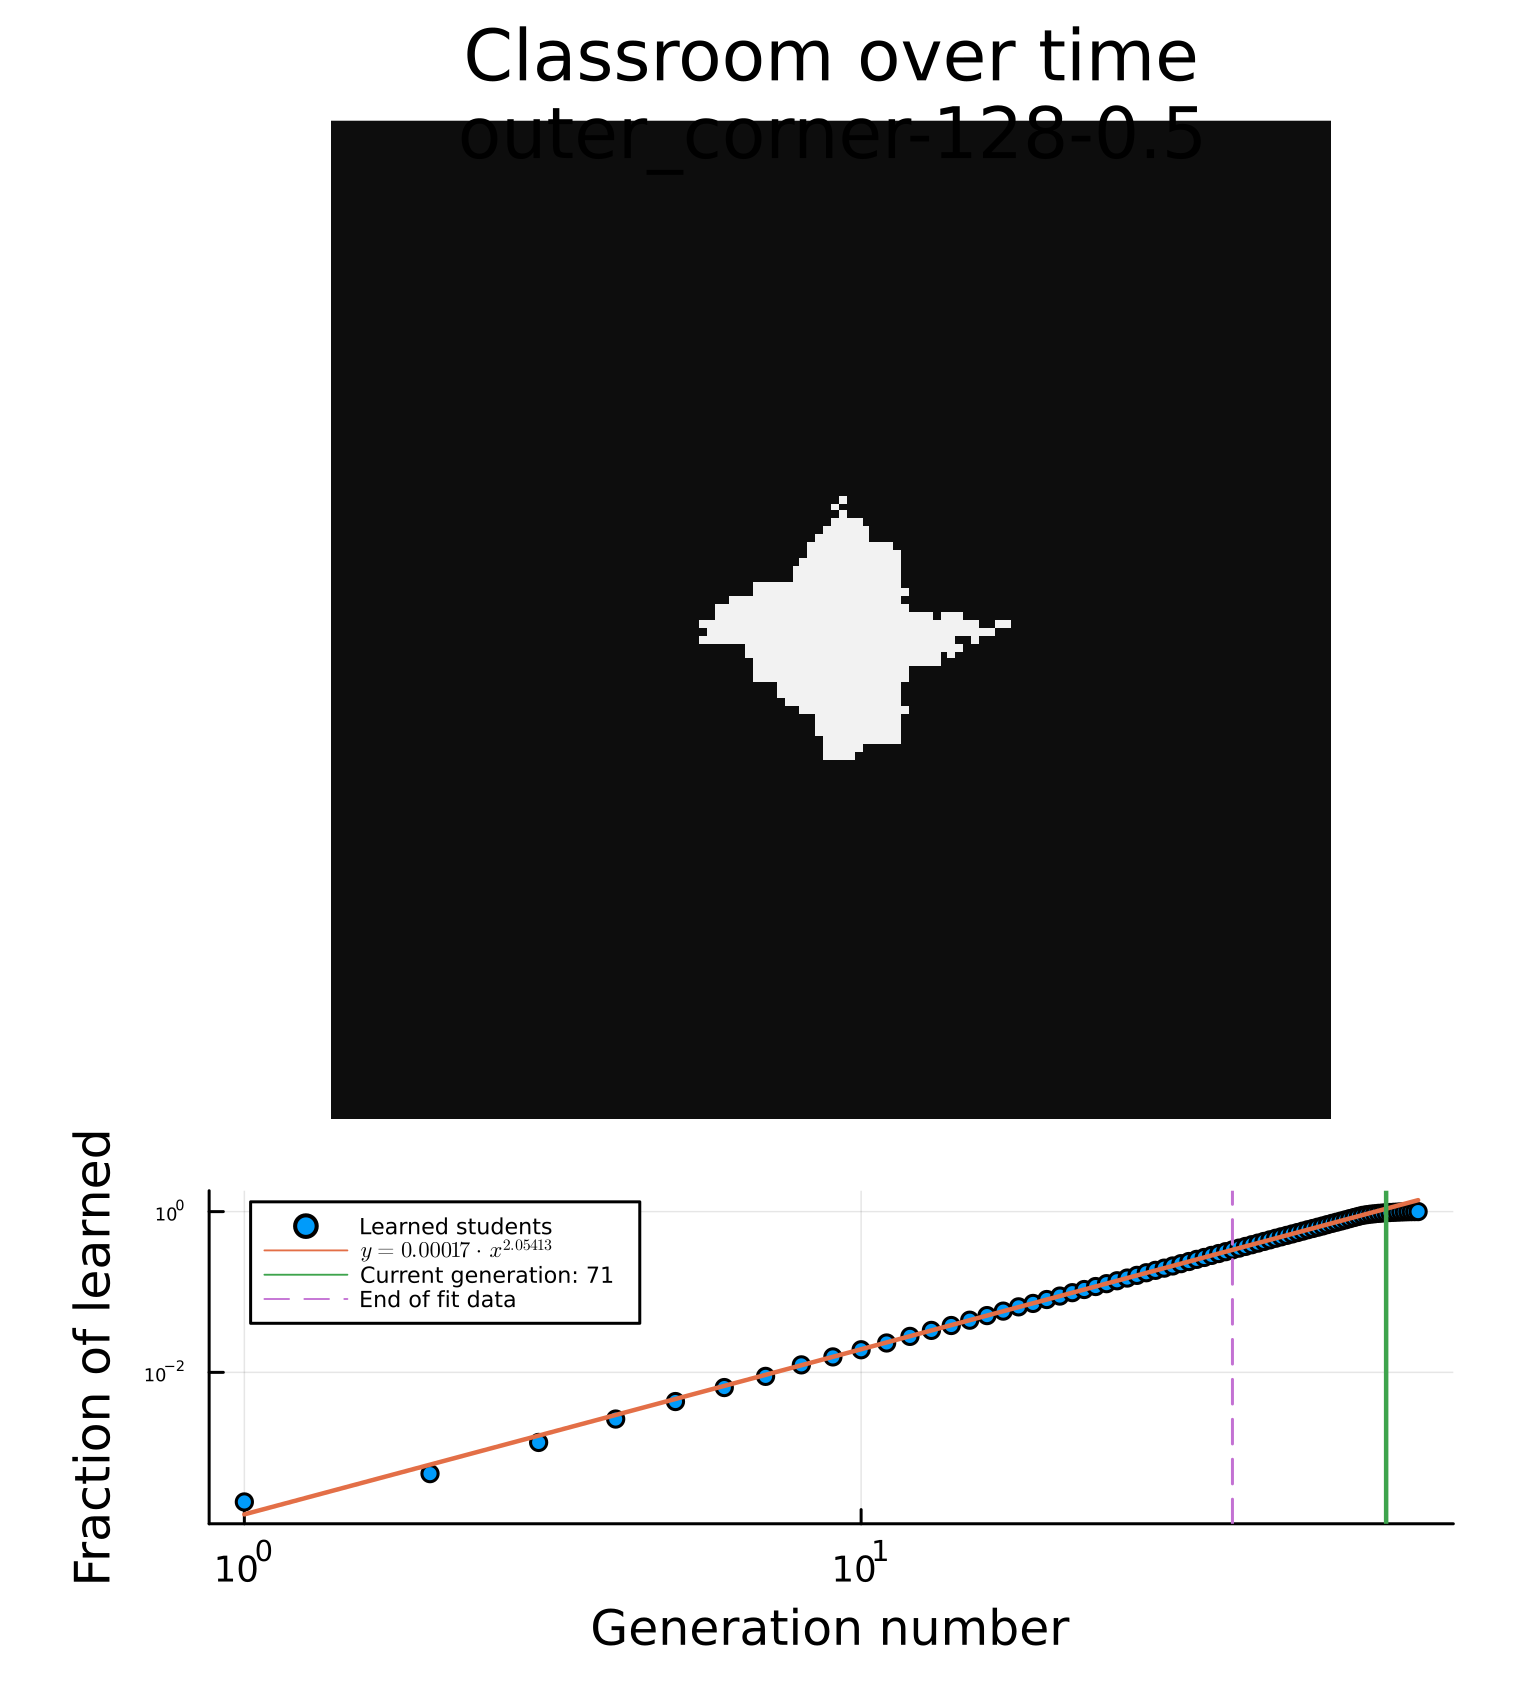 Classroom over time
outer_corner-128-0.5
Fraction of learned
10⁰
10⁻²
Learned students
y = 0.00017 · x^2.05413
Current generation: 71
End of fit data
10⁰
10¹
Generation number